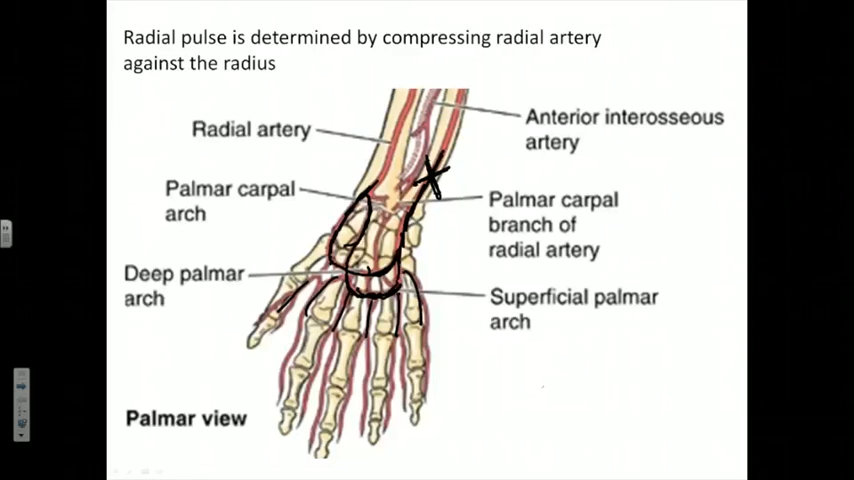 Radial pulse is determined by compressing radial artery
against the radius
Radial artery
Anterior interosseous
artery
Palmar carpal
arch
Palmar carpal
branch of
radial artery
Deep palmar
arch
Superficial palmar
arch
Palmar view